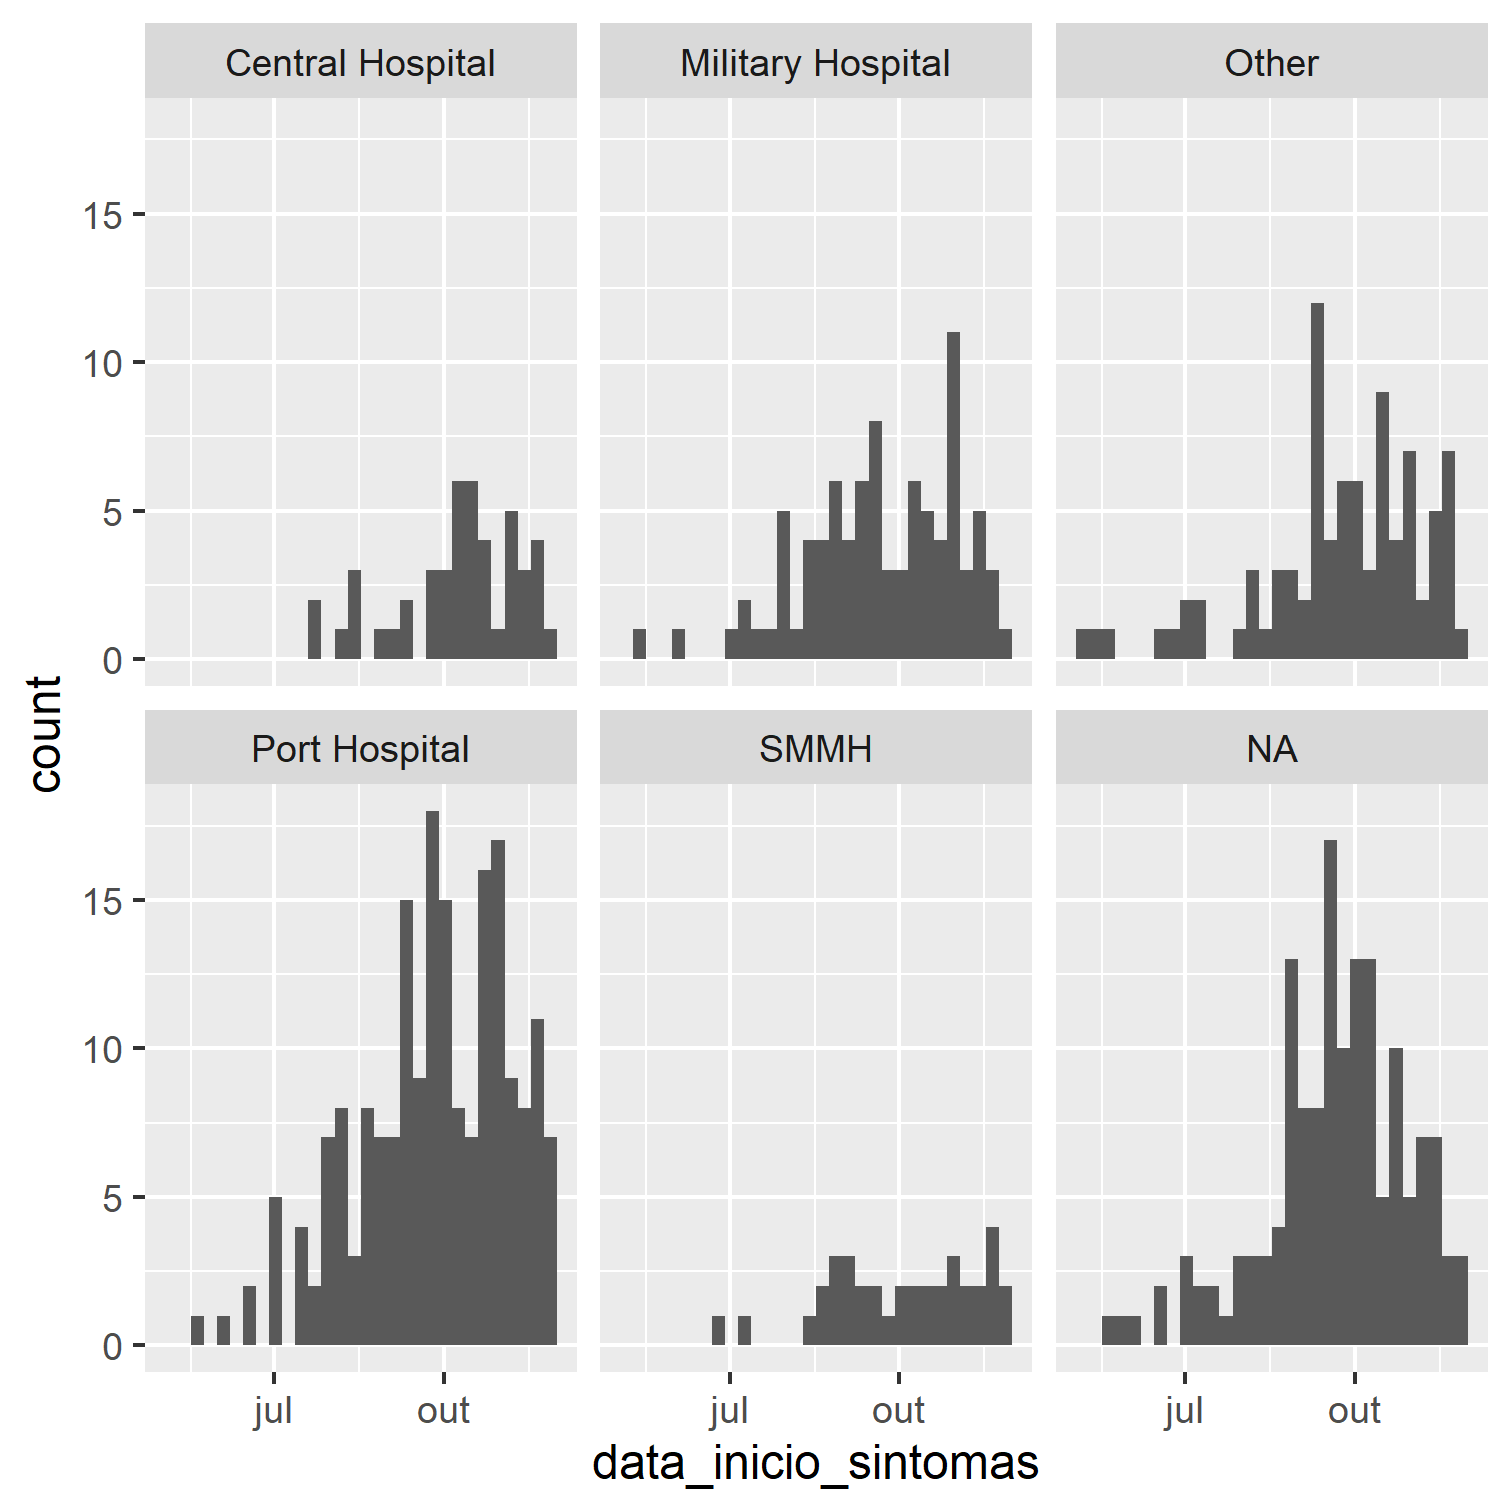 Central Hospital
Military Hospital
Other
15
10
5
0
Port Hospital
SMMH
NA
15
10
5
0
count
jul
out
jul
out
jul
out
data_inicio_sintomas